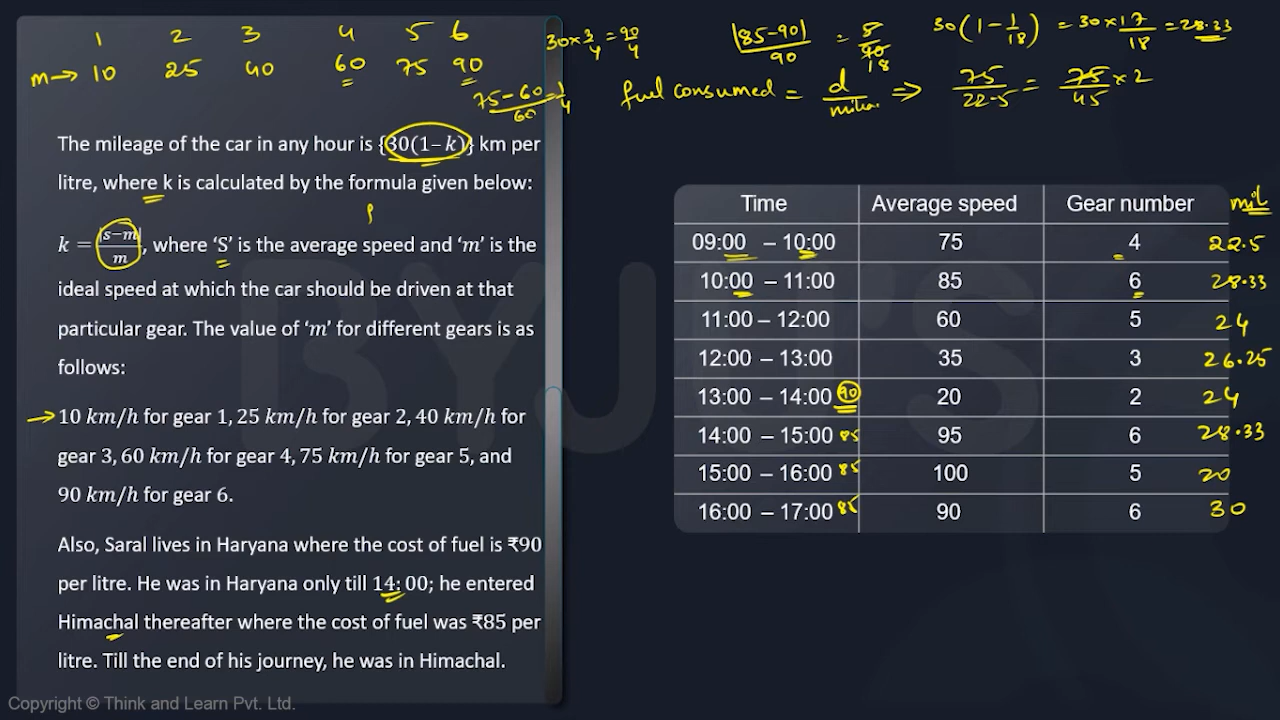 1 2 3 4 5 6
m→ 10 25 40 60 75 90
30×3/4 = 90/4
75-60/60 = 1/4
|85-90|/90 = 5/90 18
30(1-1/18) = 30×17/18 = 28.33
fuel consumed = d/ ⇒ 75/22.5 = 75/45 × 2
The mileage of the car in any hour is {30(1– k)} km per
litre, where k is calculated by the formula given below:
k = |s−m|/m, where ‘S’ is the average speed and ‘m’ is the
ideal speed at which the car should be driven at that
particular gear. The value of ‘m’ for different gears is as
follows:
→ 10 km/h for gear 1, 25 km/h for gear 2, 40 km/h for
gear 3, 60 km/h for gear 4, 75 km/h for gear 5, and
90 km/h for gear 6.
Also, Saral lives in Haryana where the cost of fuel is ₹90
per litre. He was in Haryana only till 14: 00; he entered
Himachal thereafter where the cost of fuel was ₹85 per
litre. Till the end of his journey, he was in Himachal.
Time Average speed Gear number mil
09:00 – 10:00 75 4 22.5
10:00 – 11:00 85 6 28.33
11:00 – 12:00 60 5 24
12:00 – 13:00 35 3 26.25
13:00 – 14:00 90 20 2 24
14:00 – 15:00 85 95 6 28.33
15:00 – 16:00 85 100 5 20
16:00 – 17:00 85 90 6 30
BYJU'S
Copyright © Think and Learn Pvt. Ltd.